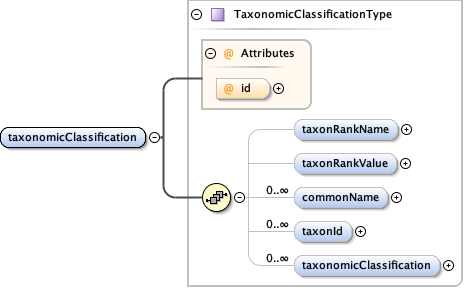 TaxonomicClassificationType
@ Attributes
@ id
taxonomicClassification
taxonRankName
taxonRankValue
0..∞ commonName
0..∞ taxonId
0..∞ taxonomicClassification